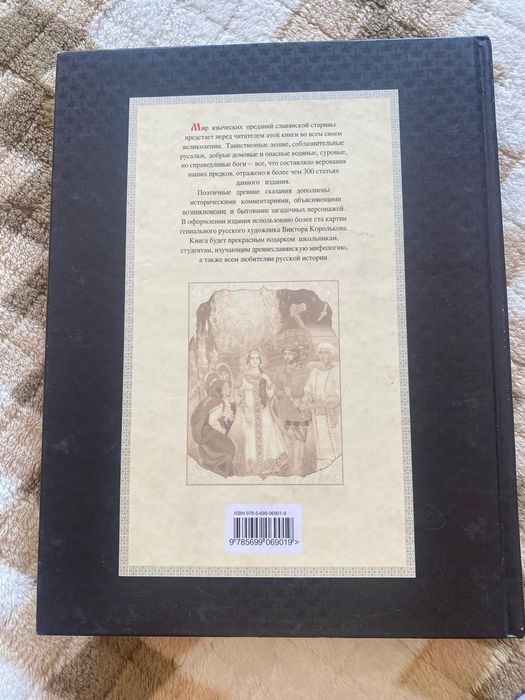 Мир языческих преданий славянской старины
предстает перед читателем этой книги во всем своем
великолепии. Таинственные лешие, соблазнительные
русалки, добрые домовые и опасные водяные, суровые,
но справедливые боги – все, что составляло верования
наших предков, отражено в более чем 300 статьях
данного издания.
Поэтичные древние сказания дополнены
историческими комментариями, объясняющими
возникновение и бытование загадочных персонажей.
В оформлении издания использовано более ста картин
гениального русского художника Виктора Королькова.
Книга будет прекрасным подарком школьникам,
студентам, изучающим древнеславянскую мифологию,
а также всем любителям русской истории.
ISBN 978-5-699-06901-9
9 785699 069019 >